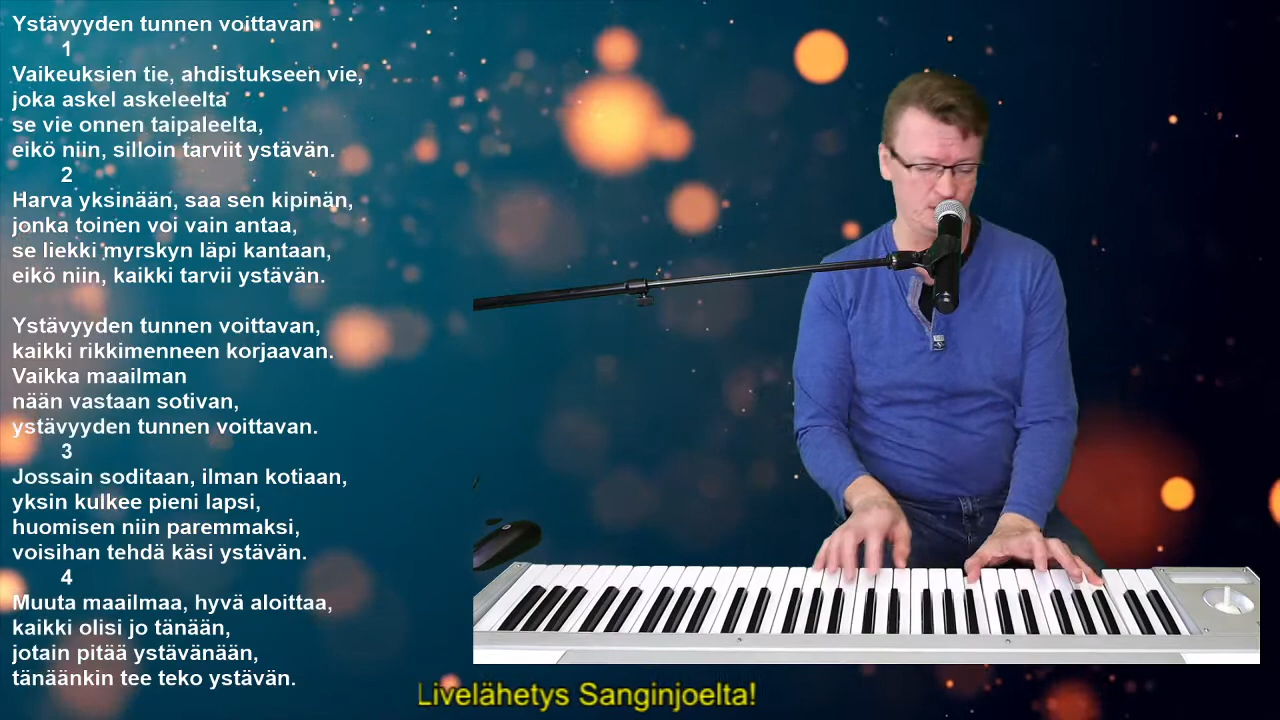 Ystävyyden tunnen voittavan
1
Vaikeuksien tie, ahdistukseen vie,
joka askel askeleelta
se vie onnen taipaleelta,
eikö niin, silloin tarviit ystävän.
2
Harva yksinään, saa sen kipinän,
jonka toinen voi vain antaa,
se liekki myrskyn läpi kantaan,
eikö niin, kaikki tarvii ystävän.
Ystävyyden tunnen voittavan,
kaikki rikkimenneen korjaavan.
Vaikka maailman
nään vastaan sotivan,
ystävyyden tunnen voittavan.
3
Jossain soditaan, ilman kotiaan,
yksin kulkee pieni lapsi,
huomisen niin paremmaksi,
voisihan tehdä käsi ystävän.
4
Muuta maailmaa, hyvä aloittaa,
kaikki olisi jo tänään,
jotain pitää ystävänään,
tänäänkin tee teko ystävän.
Livelähetys Sanginjoelta!